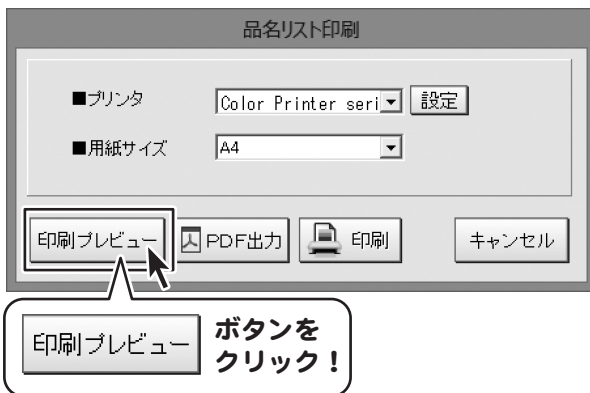 品名リスト印刷
■プリンタ Color Printer seri 設定
■用紙サイズ A4
印刷プレビュー PDF出力 印刷 キャンセル
印刷プレビュー ボタンを
クリック！